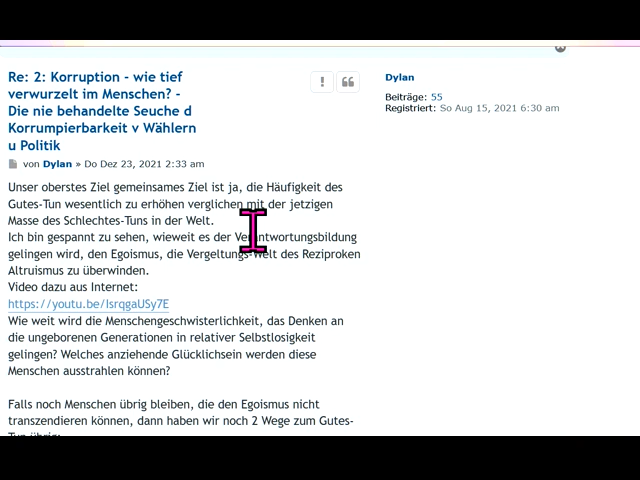 Re: 2: Korruption - wie tief
verwurzelt im Menschen? -
Die nie behandelte Seuche d
Korrumpierbarkeit v Wählern
u Politik
von Dylan » Do Dez 23, 2021 2:33 am
Dylan
Beiträge: 55
Registriert: So Aug 15, 2021 6:30 am
Unser oberstes Ziel gemeinsames Ziel ist ja, die Häufigkeit des
Gutes-Tun wesentlich zu erhöhen verglichen mit der jetzigen
Masse des Schlechtes-Tuns in der Welt.
Ich bin gespannt zu sehen, wieweit es der Verantwortungsbildung
gelingen wird, den Egoismus, die Vergeltungs-Welt des Reziproken
Altruismus zu überwinden.
Video dazu aus Internet:
https://youtu.be/IsrqgaUSy7E
Wie weit wird die Menschengeschwisterlichkeit, das Denken an
die ungeborenen Generationen in relativer Selbstlosigkeit
gelingen? Welches anziehende Glücklichsein werden diese
Menschen ausstrahlen können?
Falls noch Menschen übrig bleiben, die den Egoismus nicht
transzendieren können, dann haben wir noch 2 Wege zum Gutes-
Tun übrig: